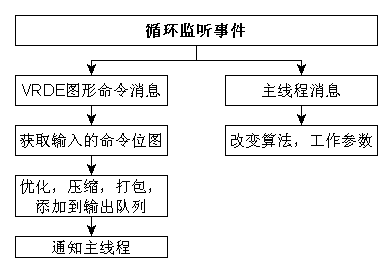 循环监听事件
VRDE图形命令消息
主线程消息
获取输入的命令位图
改变算法，工作参数
优化，压缩，打包，
添加到输出队列
通知主线程